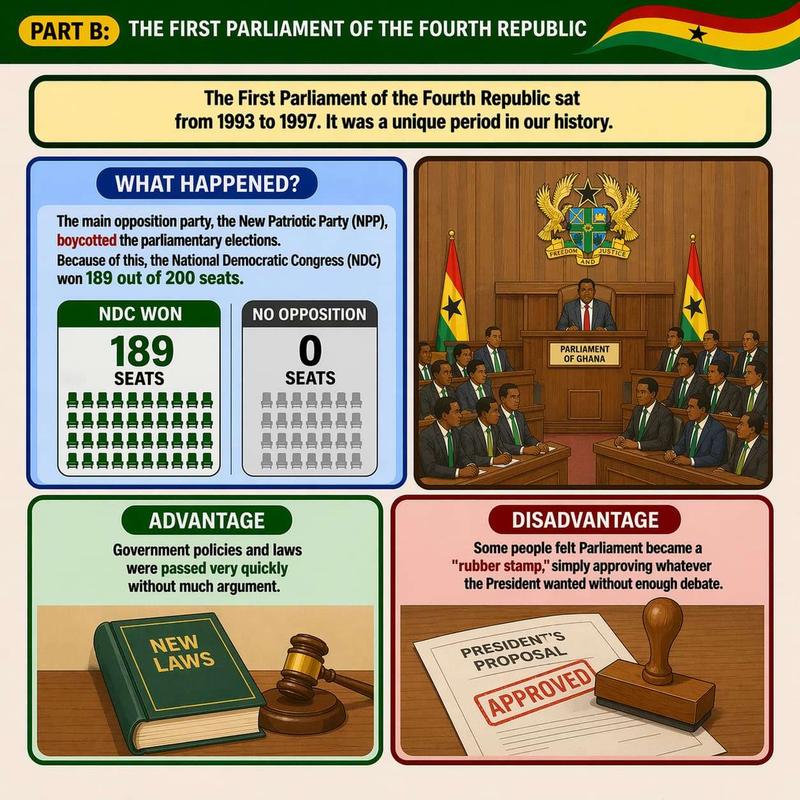 PART B: THE FIRST PARLIAMENT OF THE FOURTH REPUBLIC
The First Parliament of the Fourth Republic sat
from 1993 to 1997. It was a unique period in our history.
WHAT HAPPENED?
The main opposition party, the New Patriotic Party (NPP),
boycotted the parliamentary elections.
Because of this, the National Democratic Congress (NDC)
won 189 out of 200 seats.
NDC WON
189
SEATS
NO OPPOSITION
0
SEATS
FREEDOM AND JUSTICE
PARLIAMENT
OF GHANA
ADVANTAGE
Government policies and laws
were passed very quickly
without much argument.
NEW
LAWS
DISADVANTAGE
Some people felt Parliament became a
"rubber stamp," simply approving whatever
the President wanted without enough debate.
PRESIDENT'S
PROPOSAL
APPROVED